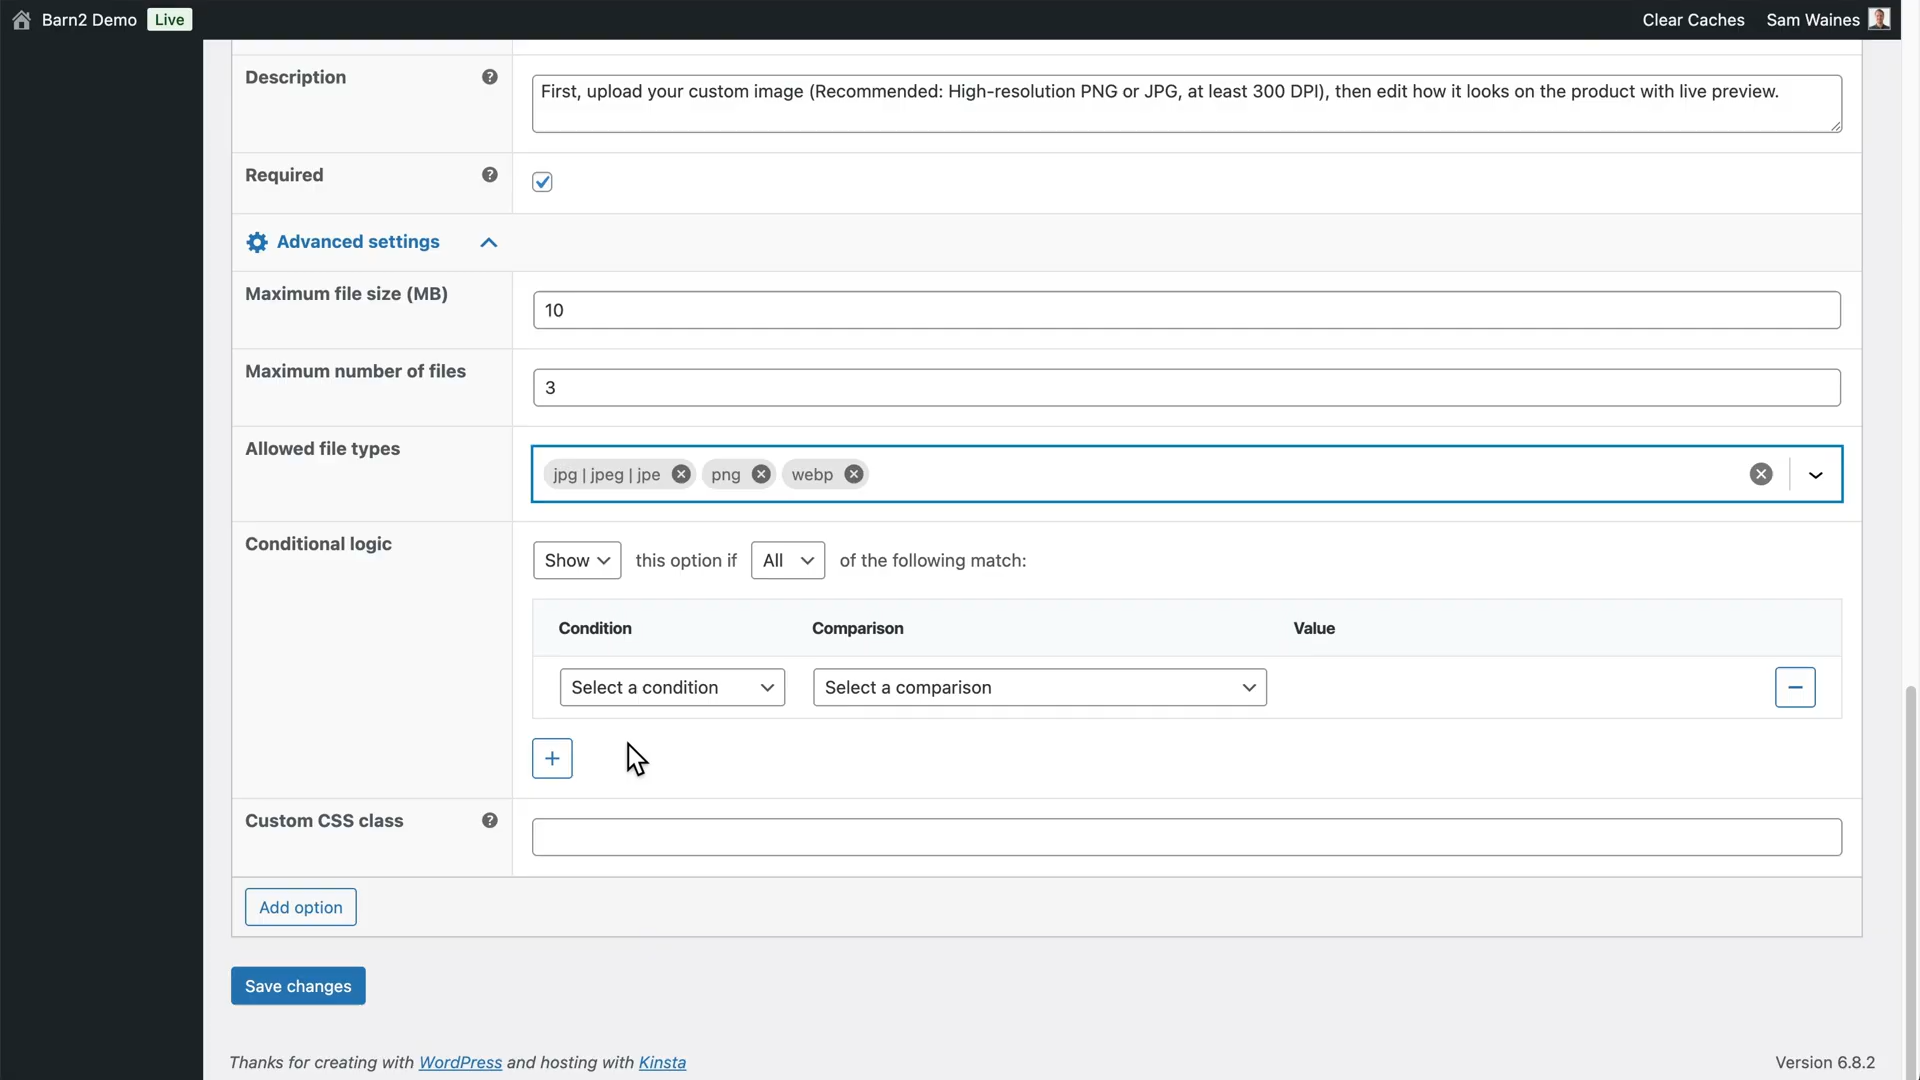 Barn2 Demo Live Clear Caches Sam Waines
Description
First, upload your custom image (Recommended: High-resolution PNG or JPG, at least 300 DPI), then edit how it looks on the product with live preview.
Required
Advanced settings
Maximum file size (MB)
10
Maximum number of files
3
Allowed file types
jpg | jpeg | jpe png webp
Conditional logic
Show this option if All of the following match:
Condition Comparison Value
Select a condition Select a comparison
Custom CSS class
Add option
Save changes
Thanks for creating with WordPress and hosting with Kinsta Version 6.8.2